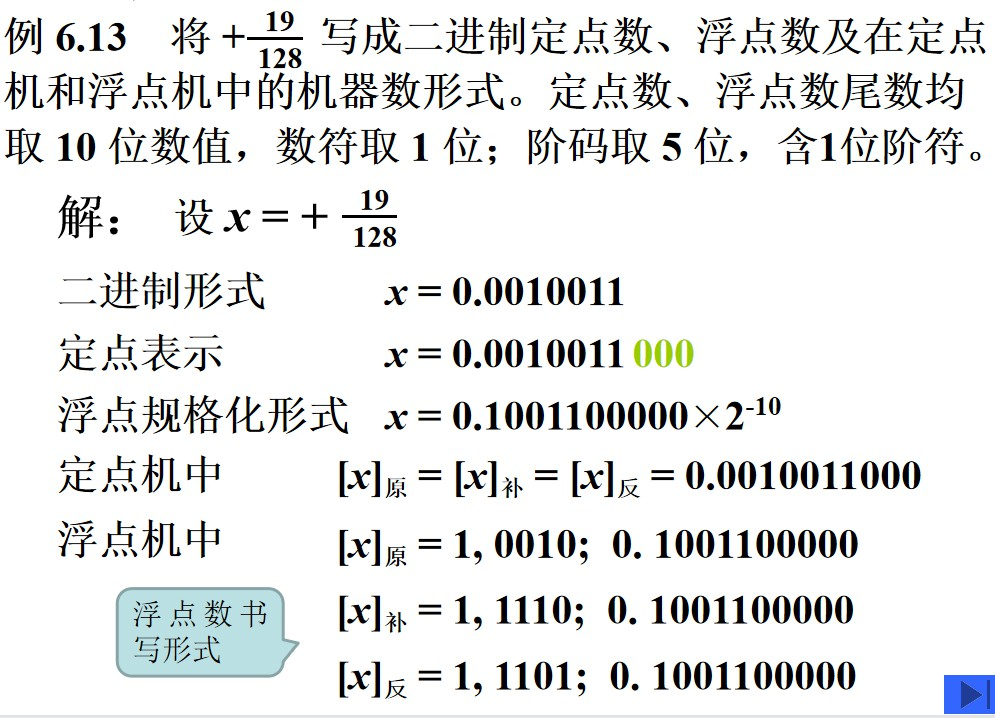 例 6.13 将 +19/128 写成二进制定点数、浮点数及在定点
机和浮点机中的机器数形式。定点数、浮点数尾数均
取 10 位数值，数符取 1 位；阶码取 5 位，含1位阶符。
解： 设 x = + 19/128
二进制形式 x = 0.0010011
定点表示 x = 0.0010011 000
浮点规格化形式 x = 0.1001100000×2^-10
定点机中 [x]原 = [x]补 = [x]反 = 0.0010011000
浮点机中 [x]原 = 1, 0010; 0. 1001100000
[x]补 = 1, 1110; 0. 1001100000
[x]反 = 1, 1101; 0. 1001100000
浮点数书
写形式